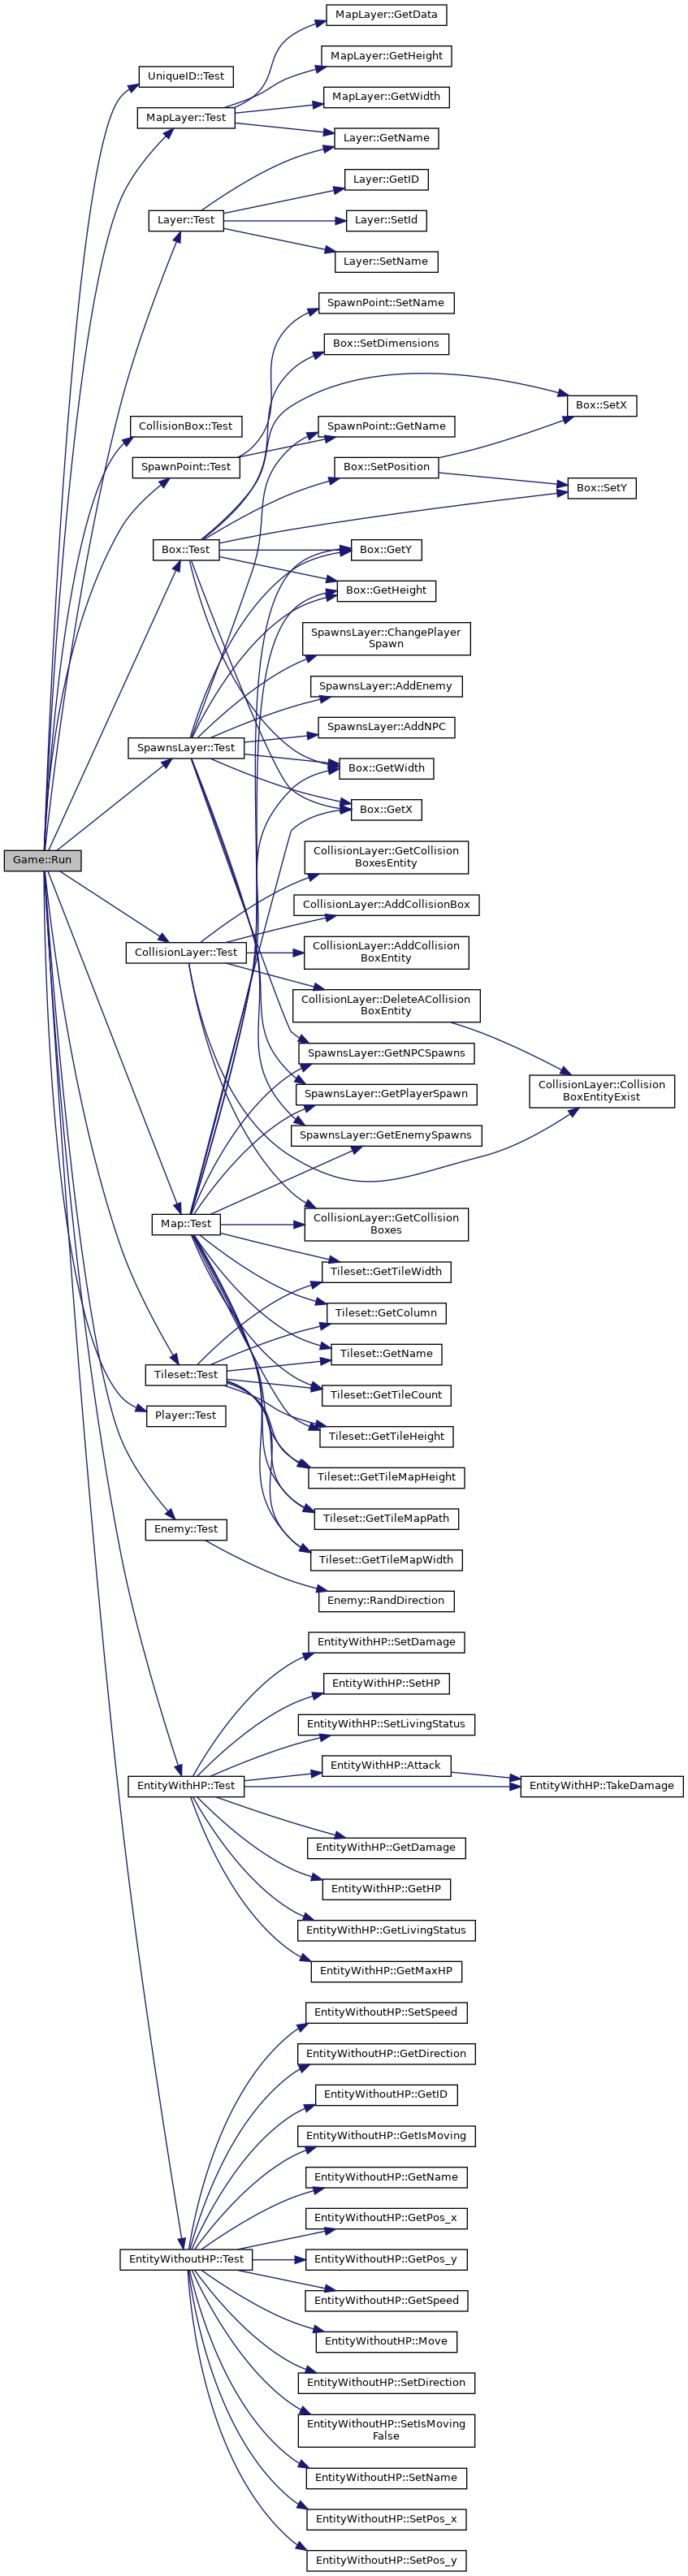 MapLayer::GetData
MapLayer::GetHeight
UniqueID::Test
MapLayer::GetWidth
MapLayer::Test
Layer::GetName
Layer::GetID
Layer::Test
Layer::SetId
Layer::SetName
SpawnPoint::SetName
Box::SetDimensions
Box::SetX
CollisionBox::Test
SpawnPoint::GetName
SpawnPoint::Test
Box::SetPosition
Box::SetY
Box::Test
Box::GetY
Box::GetHeight
SpawnsLayer::ChangePlayer
Spawn
SpawnsLayer::AddEnemy
SpawnsLayer::AddNPC
SpawnsLayer::Test
Box::GetWidth
Box::GetX
Game::Run
CollisionLayer::GetCollision
BoxesEntity
CollisionLayer::AddCollisionBox
CollisionLayer::Test
CollisionLayer::AddCollision
BoxEntity
CollisionLayer::DeleteACollision
BoxEntity
SpawnsLayer::GetNPCSpawns
CollisionLayer::Collision
BoxEntityExist
SpawnsLayer::GetPlayerSpawn
SpawnsLayer::GetEnemySpawns
Map::Test
CollisionLayer::GetCollision
Boxes
Tileset::GetTileWidth
Tileset::GetColumn
Tileset::GetName
Tileset::Test
Tileset::GetTileCount
Player::Test
Tileset::GetTileHeight
Tileset::GetTileMapHeight
Tileset::GetTileMapPath
Enemy::Test
Tileset::GetTileMapWidth
Enemy::RandDirection
EntityWithHP::SetDamage
EntityWithHP::SetHP
EntityWithHP::SetLivingStatus
EntityWithHP::Attack
EntityWithHP::Test
EntityWithHP::TakeDamage
EntityWithHP::GetDamage
EntityWithHP::GetHP
EntityWithHP::GetLivingStatus
EntityWithHP::GetMaxHP
EntityWithoutHP::SetSpeed
EntityWithoutHP::GetDirection
EntityWithoutHP::GetID
EntityWithoutHP::GetIsMoving
EntityWithoutHP::GetName
EntityWithoutHP::GetPos_x
EntityWithoutHP::Test
EntityWithoutHP::GetPos_y
EntityWithoutHP::GetSpeed
EntityWithoutHP::Move
EntityWithoutHP::SetDirection
EntityWithoutHP::SetIsMoving
False
EntityWithoutHP::SetName
EntityWithoutHP::SetPos_x
EntityWithoutHP::SetPos_y